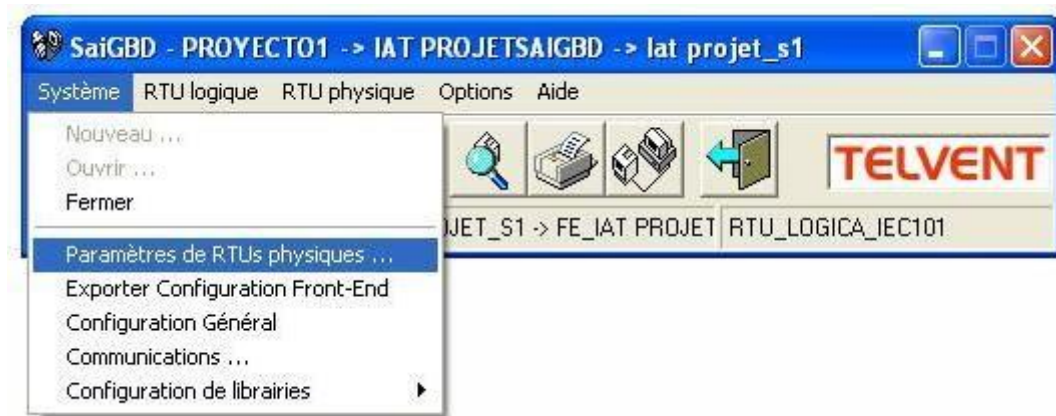 SaiGBD - PROYECTO1 -> IAT PROJETSAIGBD -> Iat projet_s1
Système RTU logique RTU physique Options Aide
Nouveau ...
Ouvrir ...
Fermer
TELVENT
OJET_S1 -> FE_IAT PROJET RTU_LOGICA_IEC101
Paramètres de RTUs physiques ...
Exporter Configuration Front-End
Configuration Général
Communications ...
Configuration de librairies